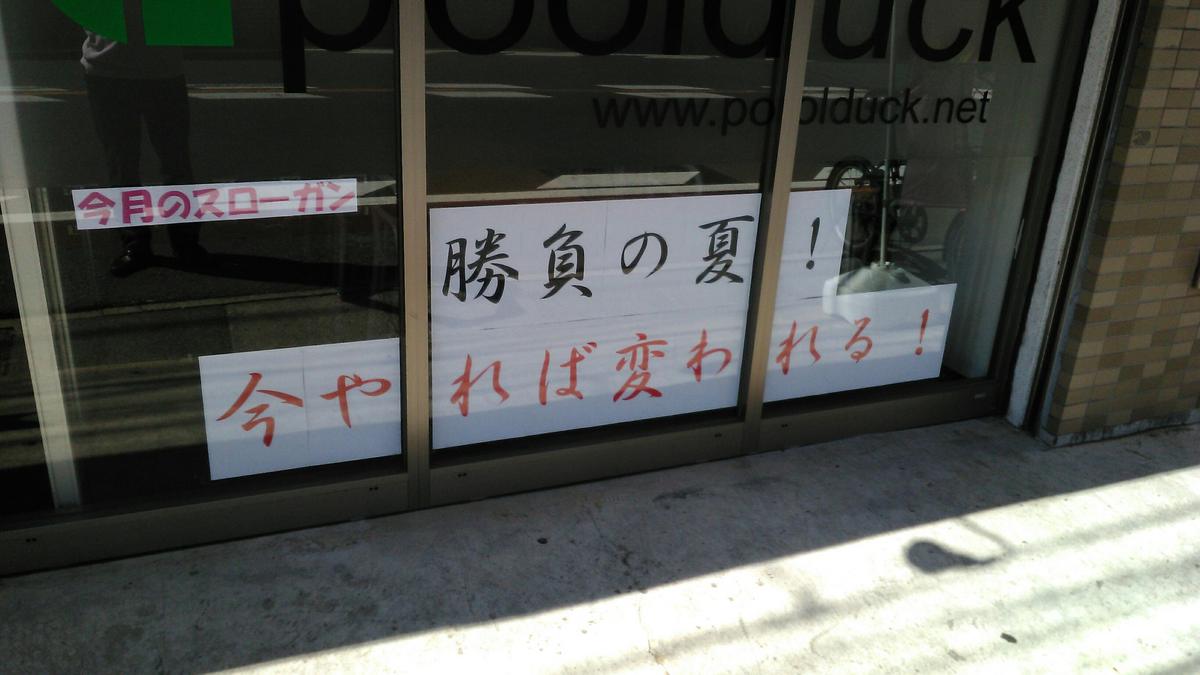 poolduck
www.poolduck.net
今月のスローガン
勝負の夏！
今やれば変われる！